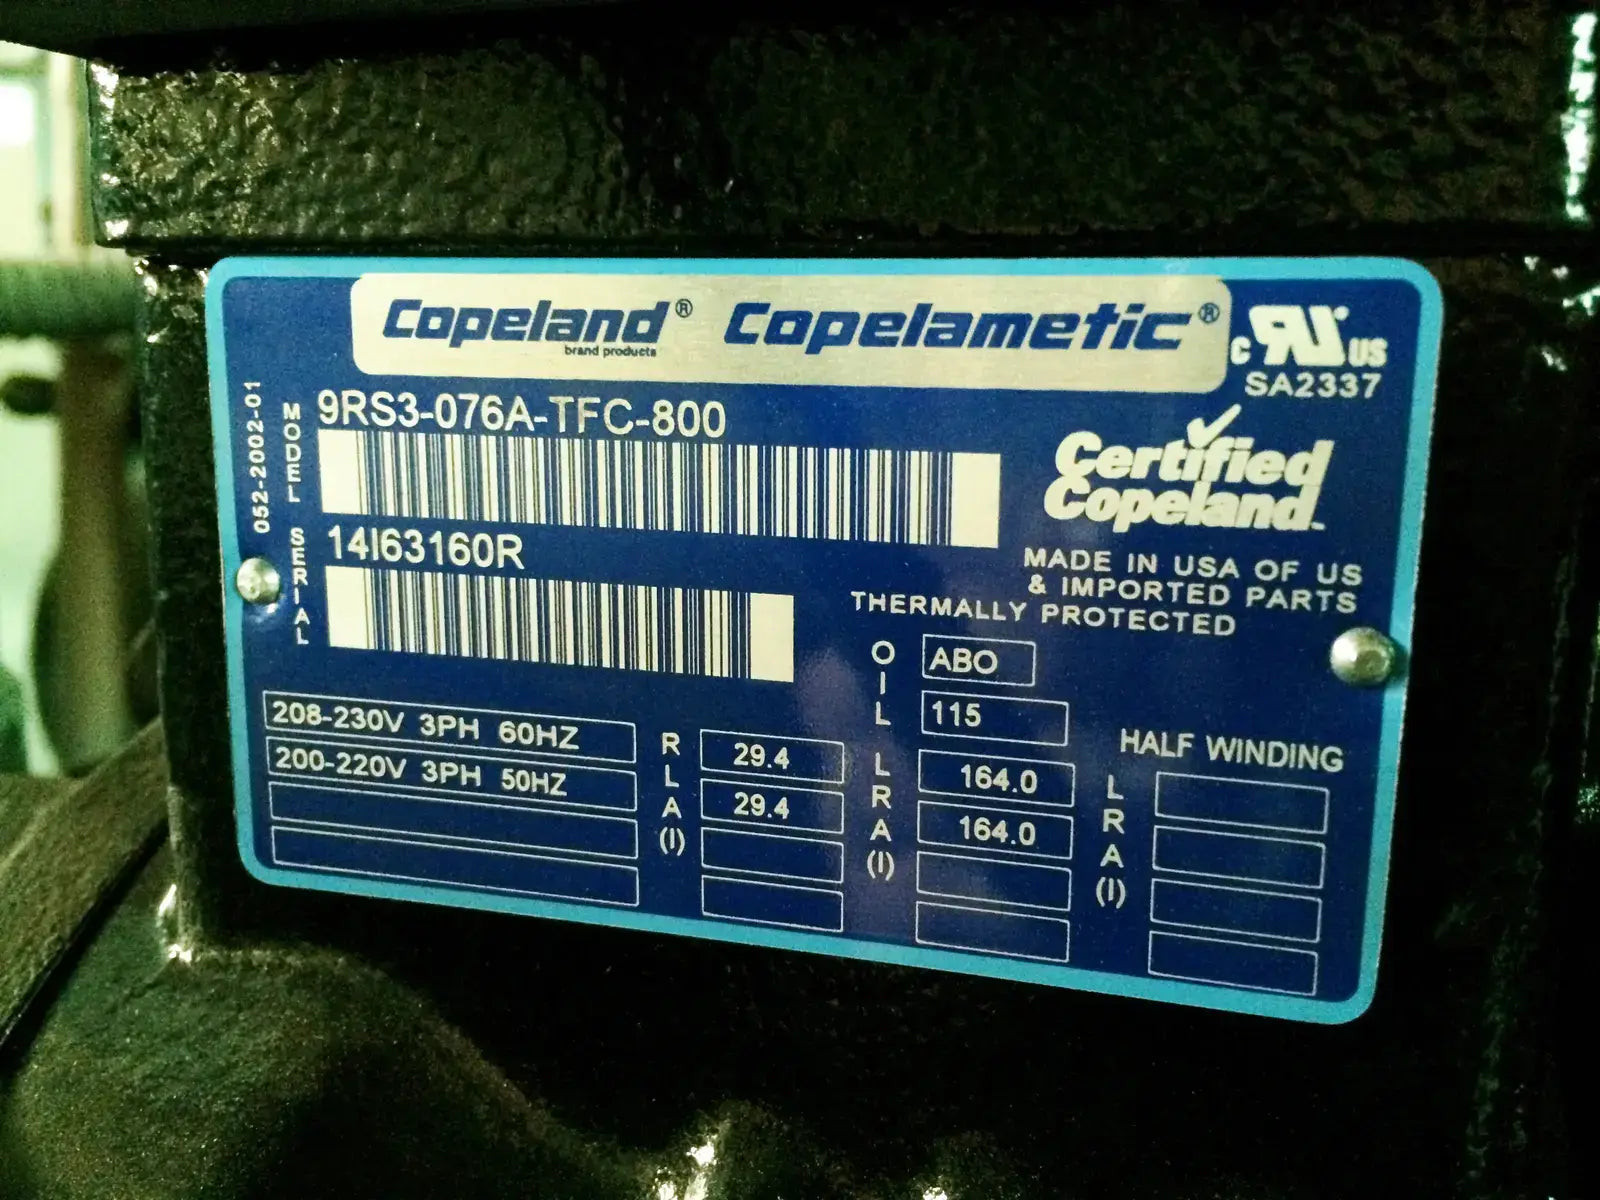 Copeland® Copelametic®
brand products
c RU US
SA2337
052-2002-01
MODEL
9RS3-076A-TFC-800
Certified
Copeland
SERIAL
14I63160R
MADE IN USA OF US
& IMPORTED PARTS
THERMALLY PROTECTED
OIL
ABO
115
208-230V 3PH 60HZ
200-220V 3PH 50HZ
RLA(I)
29.4
29.4
LRA(I)
164.0
164.0
HALF WINDING
LRA(I)